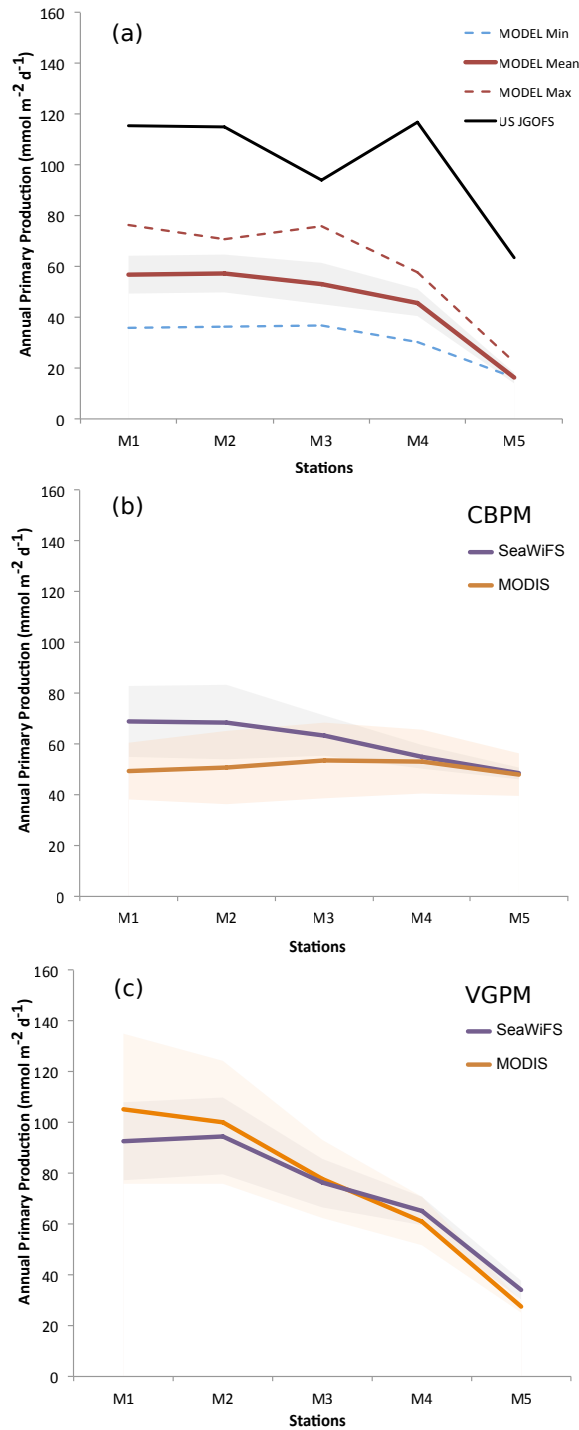 (a)
MODEL Min
MODEL Mean
MODEL Max
US JGOFS
Annual Primary Production (mmol m-2 d-1)
160
140
120
100
80
60
40
20
0
M1 M2 M3 M4 M5
Stations
(b)
CBPM
SeaWiFS
MODIS
Annual Primary Production (mmol m-2 d-1)
160
140
120
100
80
60
40
20
0
M1 M2 M3 M4 M5
Stations
(c)
VGPM
SeaWiFS
MODIS
Annual Primary Production (mmol m-2 d-1)
160
140
120
100
80
60
40
20
0
M1 M2 M3 M4 M5
Stations